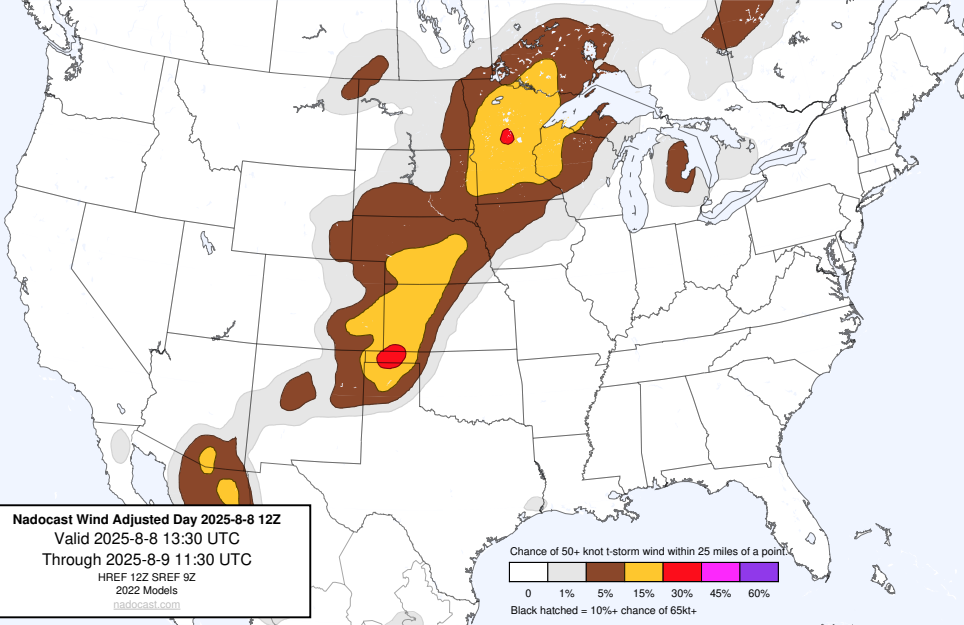 Nadocast Wind Adjusted Day 2025-8-8 12Z
Valid 2025-8-8 13:30 UTC
Through 2025-8-9 11:30 UTC
HREF 12Z SREF 9Z
2022 Models
nadocast.com
Chance of 50+ knot t-storm wind within 25 miles of a point.
0 1% 5% 15% 30% 45% 60%
Black hatched = 10%+ chance of 65kt+